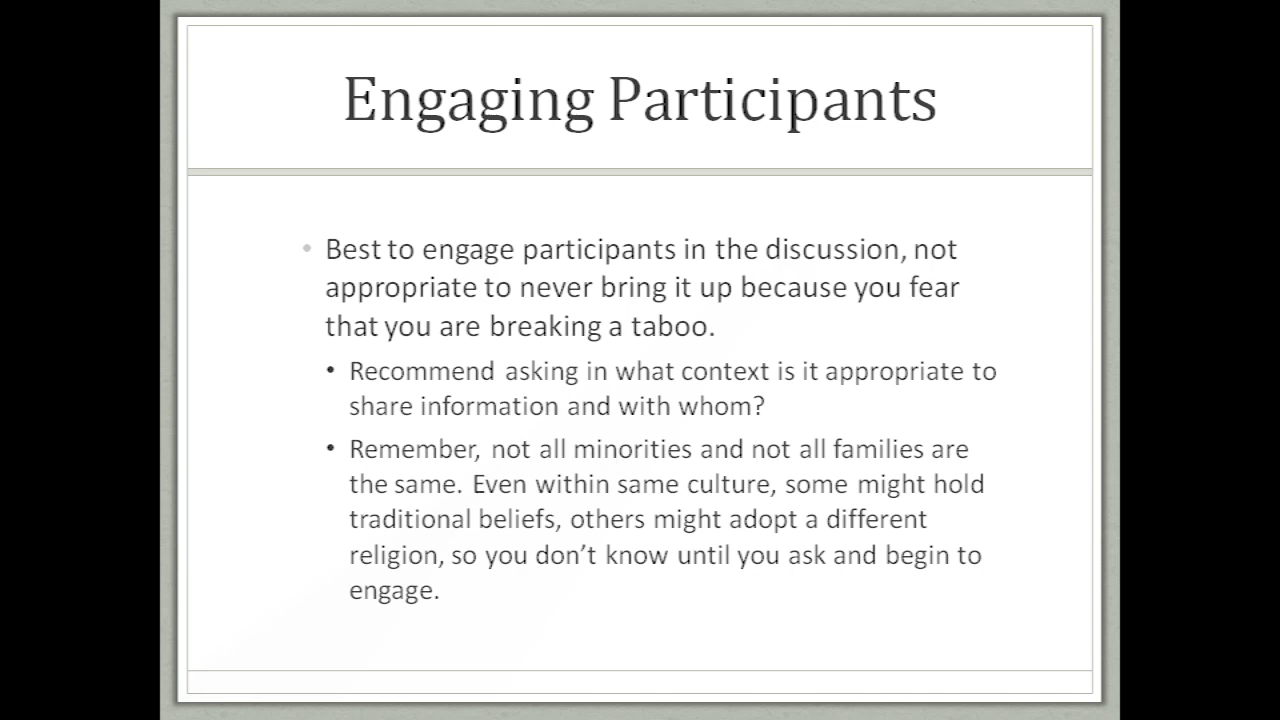 Engaging Participants
• Best to engage participants in the discussion, not
appropriate to never bring it up because you fear
that you are breaking a taboo.
• Recommend asking in what context is it appropriate to
share information and with whom?
• Remember, not all minorities and not all families are
the same. Even within same culture, some might hold
traditional beliefs, others might adopt a different
religion, so you don’t know until you ask and begin to
engage.